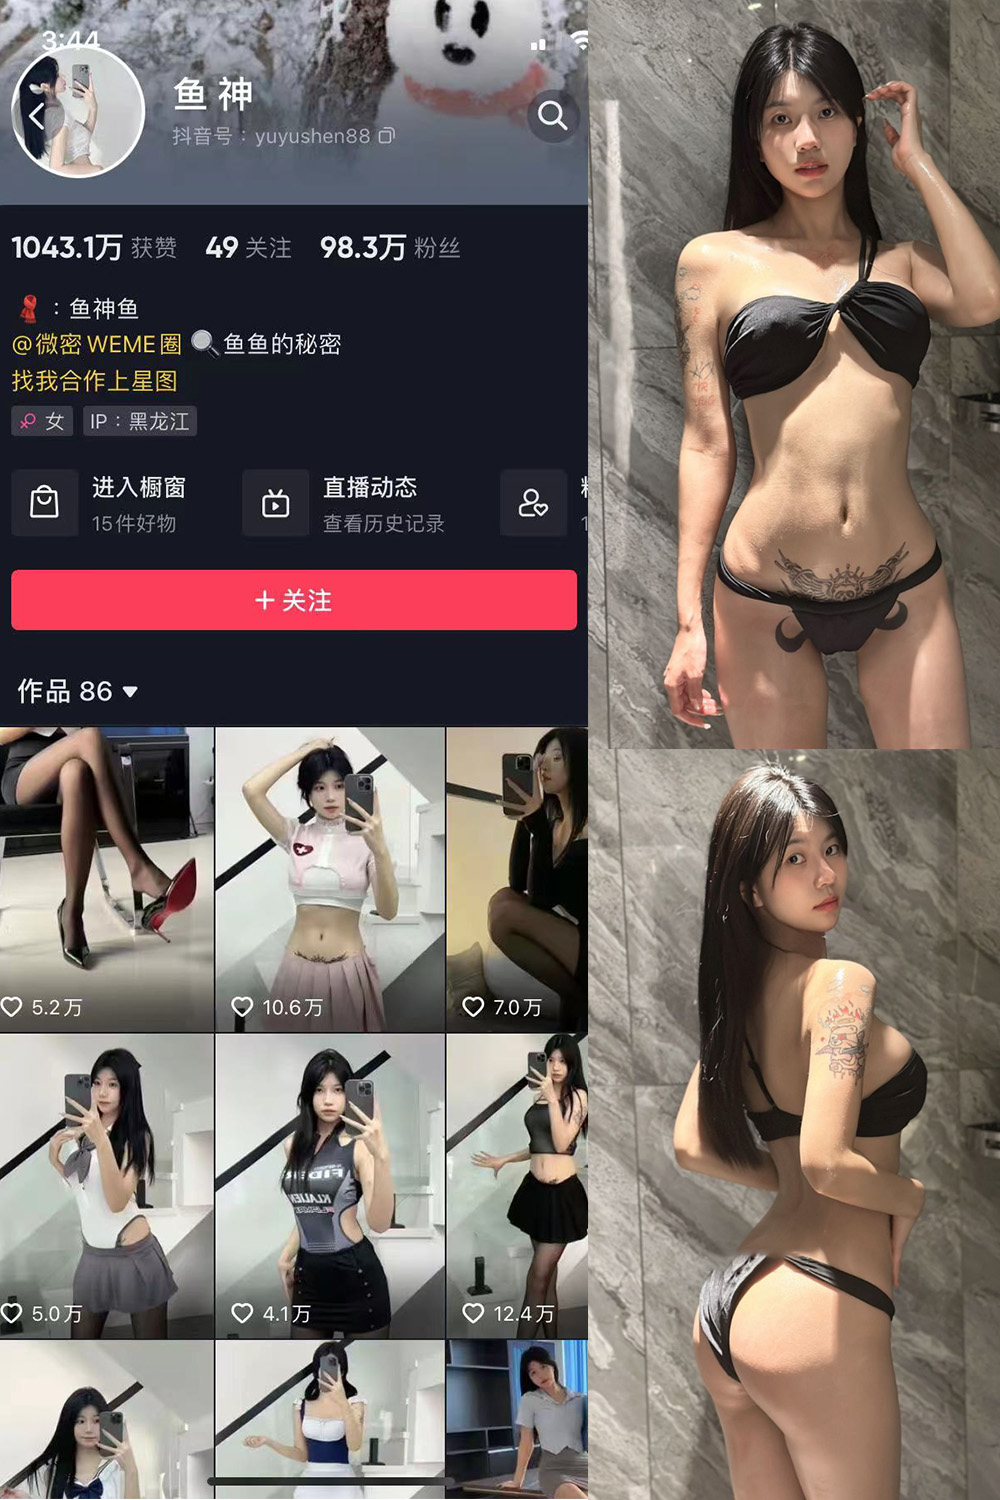 3:44
鱼神
抖音号：yuyushen88
1043.1万 获赞 49 关注 98.3万 粉丝
：鱼神鱼
@微密WEME圈 鱼鱼的秘密
找我合作上星图
女 IP：黑龙江
进入橱窗
15件好物
直播动态
查看历史记录
+ 关注
作品 86
5.2万
10.6万
7.0万
5.0万
4.1万
12.4万